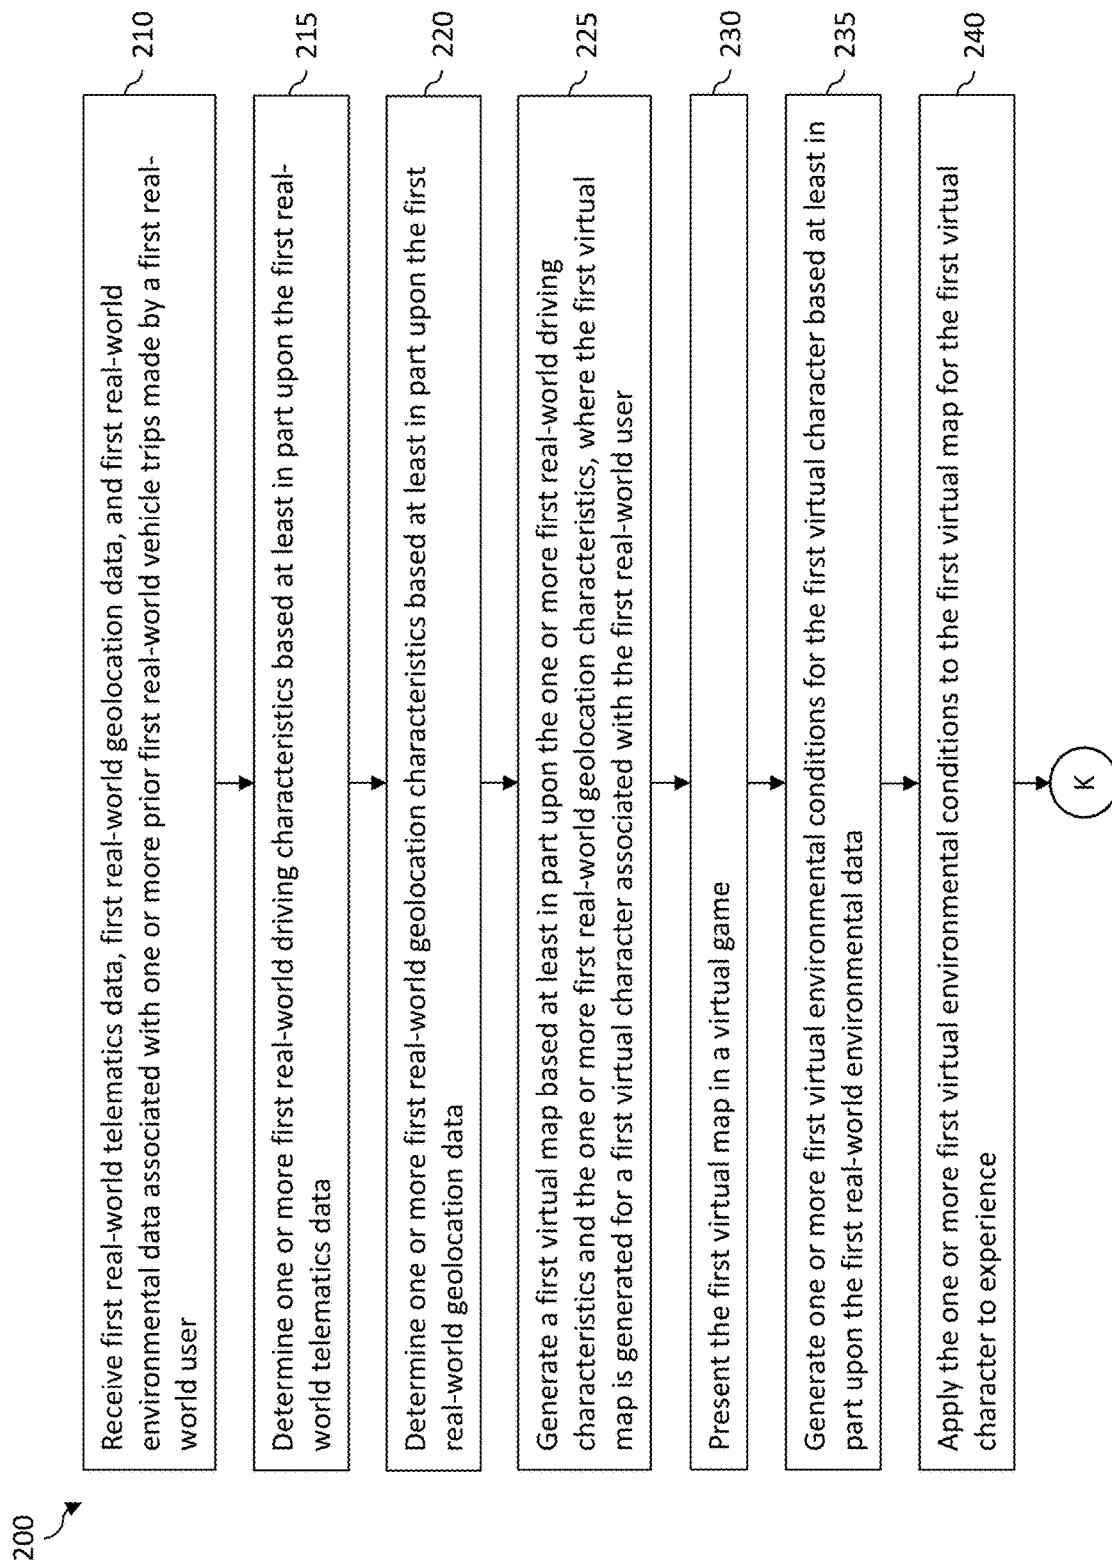 200
Receive first real-world telematics data, first real-world geolocation data, and first real-world
environmental data associated with one or more prior first real-world vehicle trips made by a first real-
world user
210
Determine one or more first real-world driving characteristics based at least in part upon the first real-
world telematics data
215
Determine one or more first real-world geolocation characteristics based at least in part upon the first
real-world geolocation data
220
Generate a first virtual map based at least in part upon the one or more first real-world driving
characteristics and the one or more first real-world geolocation characteristics, where the first virtual
map is generated for a first virtual character associated with the first real-world user
225
Present the first virtual map in a virtual game
230
Generate one or more first virtual environmental conditions for the first virtual character based at least in
part upon the first real-world environmental data
235
Apply the one or more first virtual environmental conditions to the first virtual map for the first virtual
character to experience
240
K